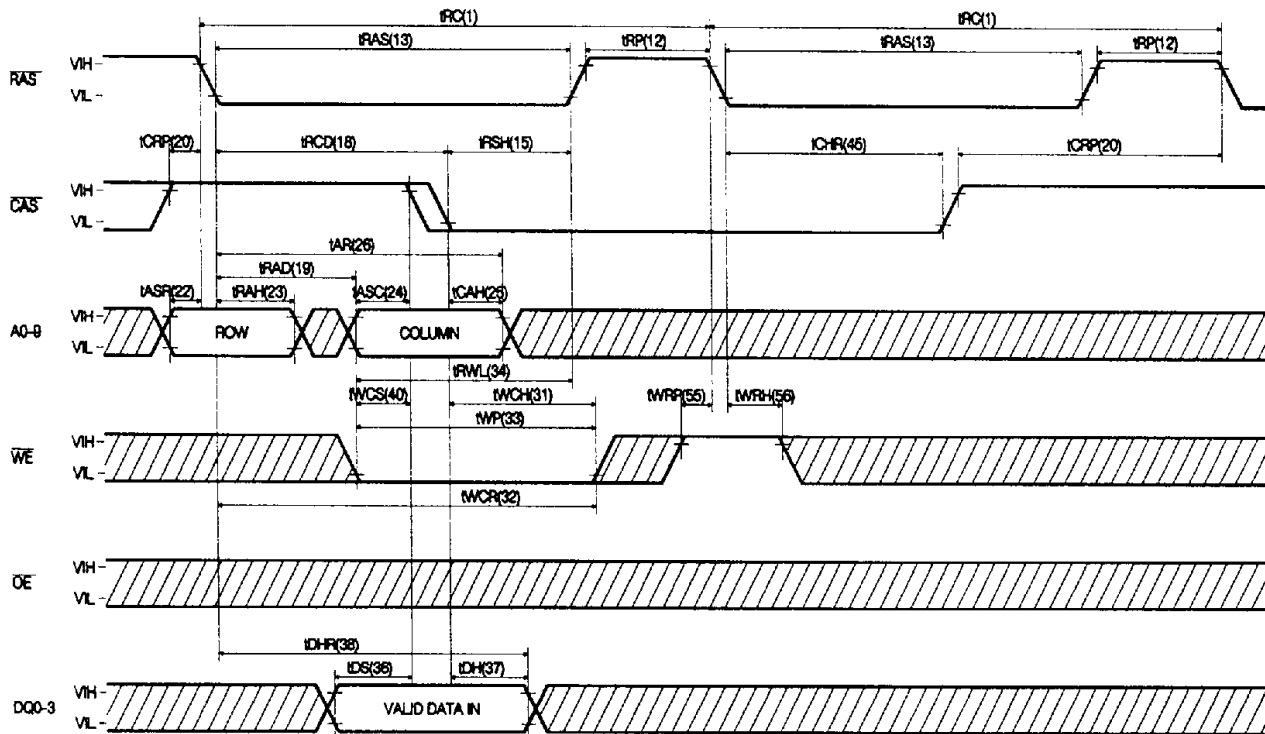 tRC(1) tRC(1)
tRAS(13) tRP(12) tRAS(13) tRP(12)
RAS VIH
VIL
tCRP(20) tRCD(18) tRSH(15) tCHR(45) tCRP(20)
CAS VIH
VIL
tAR(26)
tRAD(19)
tASR(22) tRAH(23) tASC(24) tCAH(25)
A0-9 VIH
VIL
ROW COLUMN
tRWL(34)
tWCS(40) tWCH(31) tWRP(55) tWRH(56)
tWP(33)
WE VIH
VIL
tWCR(32)
OE VIH
VIL
tDHR(38)
tDS(36) tDH(37)
DQ0-3 VIH
VIL
VALID DATA IN